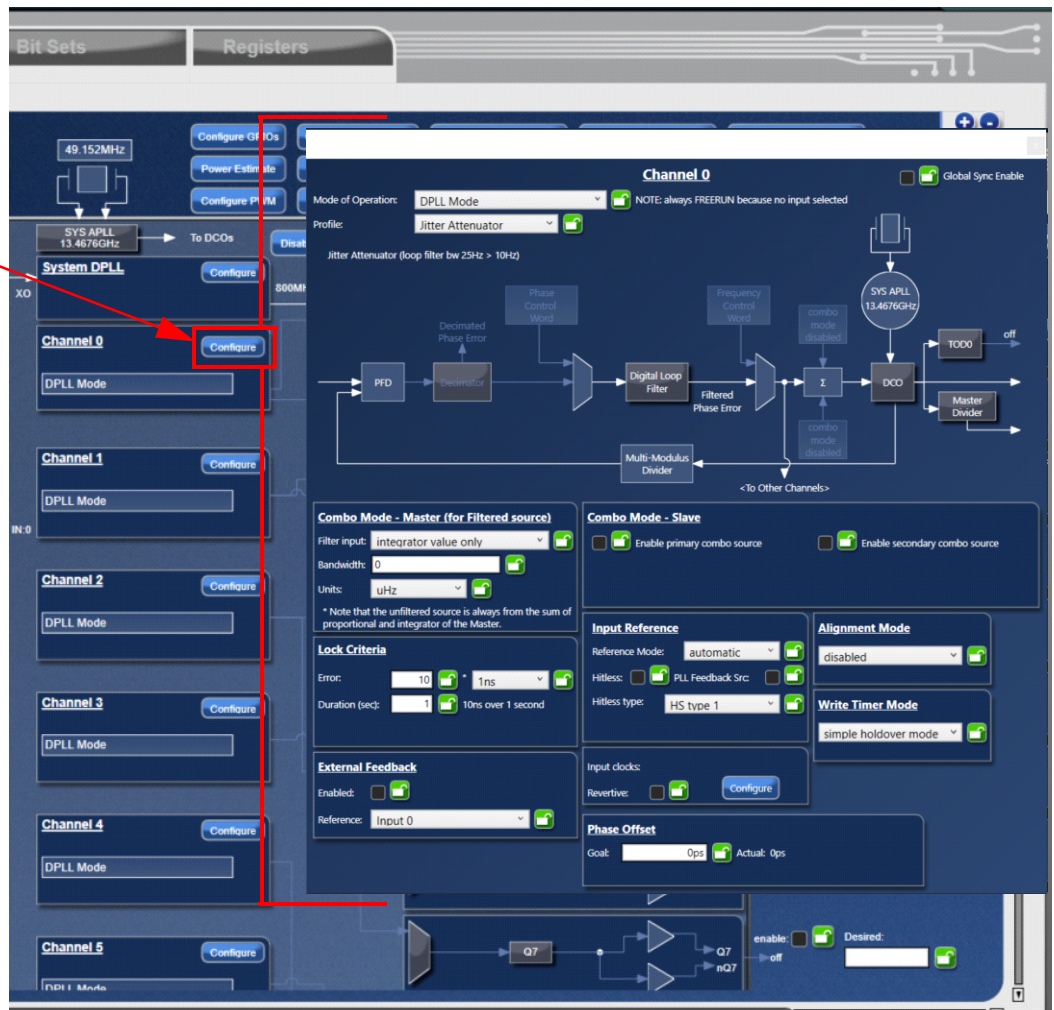 Bit Sets
Registers
49.152MHz
Configure GPIOs
Power Estimate
Configure PWM
SYS APLL
13.4676GHz
To DCOs
System DPLL
Configure
XO
Channel 0
Configure
DPLL Mode
Channel 1
Configure
DPLL Mode
IN:0
Channel 2
Configure
DPLL Mode
Channel 3
Configure
DPLL Mode
Channel 4
Configure
DPLL Mode
Channel 5
Configure
DPLL Mode
Channel 0
Global Sync Enable
Mode of Operation:
DPLL Mode
NOTE: always FREERUN because no input selected
Profile:
Jitter Attenuator
Jitter Attenuator (loop filter bw 25Hz > 10Hz)
Phase
Control
Word
Frequency
Control
Word
SYS APLL
13.4676GHz
combo
mode
disabled
Decimated
Phase Error
TOD0
off
PFD
Decimator
Digital Loop
Filter
Filtered
Phase Error
Σ
DCO
Master
Divider
combo
mode
disabled
Multi-Modulus
Divider
<To Other Channels>
Combo Mode - Master (for Filtered source)
Filter input:
integrator value only
Bandwidth:
0
Units:
uHz
* Note that the unfiltered source is always from the sum of
proportional and integrator of the Master.
Combo Mode - Slave
Enable primary combo source
Enable secondary combo source
Lock Criteria
Error:
10
*
1ns
Duration (sec):
1
10ns over 1 second
Input Reference
Reference Mode:
automatic
Hitless:
PLL Feedback Src:
Hitless type:
HS type 1
Alignment Mode
disabled
Write Timer Mode
simple holdover mode
External Feedback
Enabled:
Reference:
Input 0
Input clocks:
Revertive:
Configure
Phase Offset
Goal:
0ps
Actual: 0ps
Q7
Q7
nQ7
enable:
off
Desired: